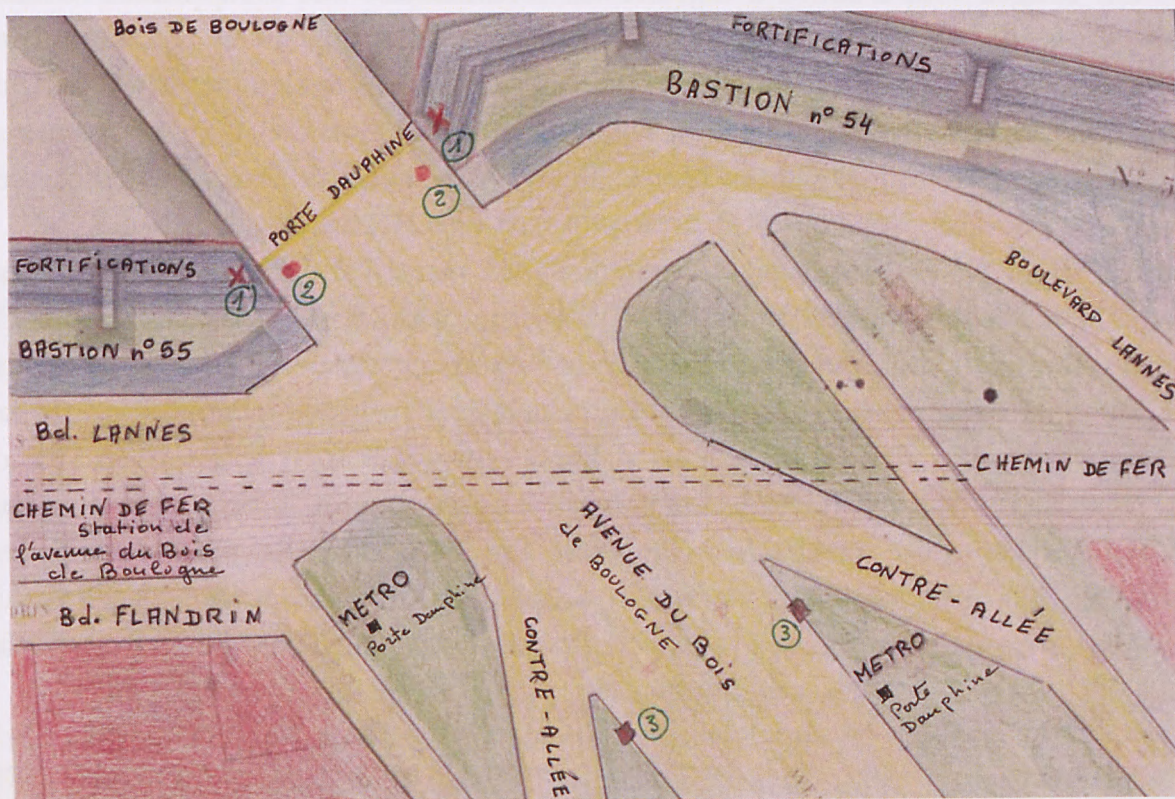 BOIS DE BOULOGNE
FORTIFICATIONS
BASTION n° 54
PORTE DAUPHINE
1
2
FORTIFICATIONS
1
2
BASTION n° 55
BOULEVARD LANNES
Bd. LANNES
CHEMIN DE FER
CHEMIN DE FER
Station de
l'avenue du Bois
de Boulogne
Bd. FLANDRIN
METRO
Porte Dauphine
AVENUE DU BOIS
de BOULOGNE
CONTRE-ALLÉE
3
METRO
Porte
Dauphine
CONTRE-ALLÉE
3